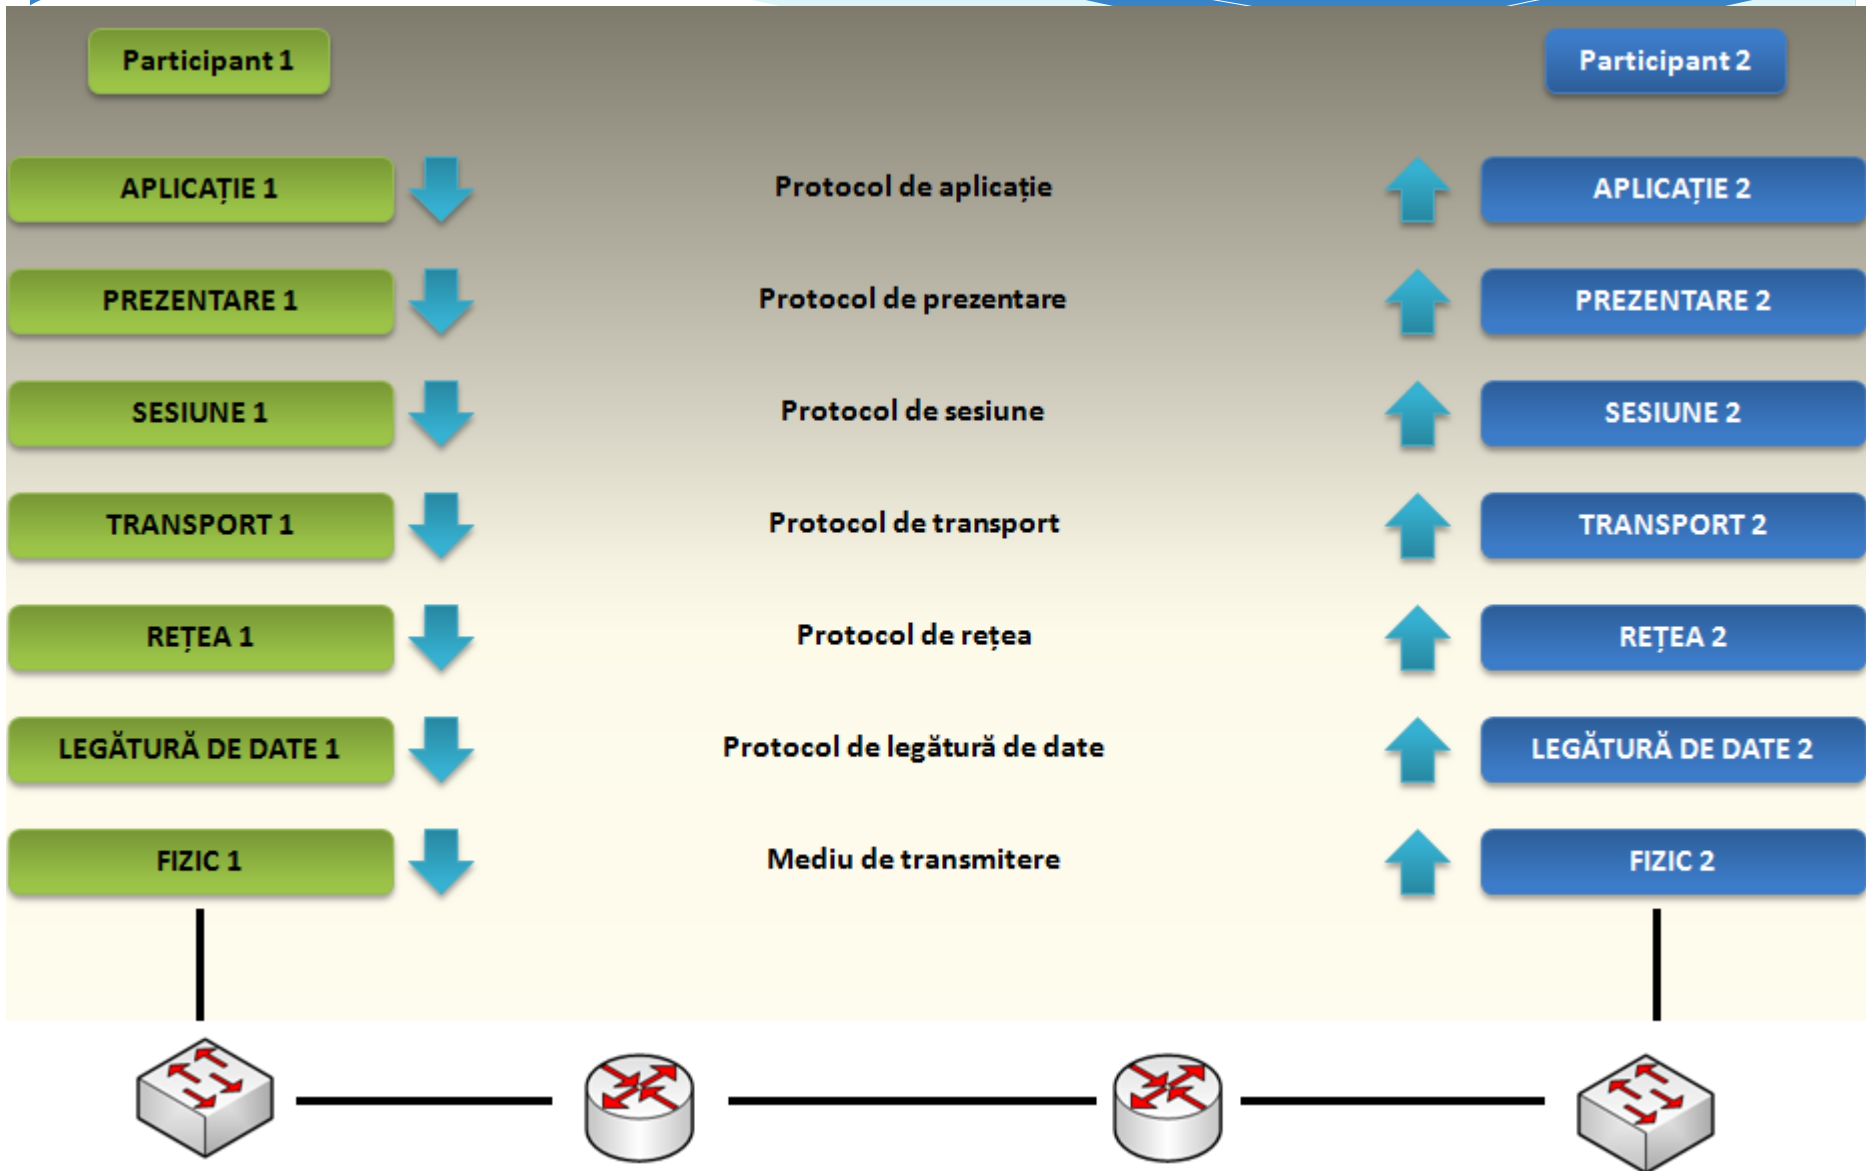 Participant 1
Participant 2
APLICAȚIE 1
Protocol de aplicație
APLICAȚIE 2
PREZENTARE 1
Protocol de prezentare
PREZENTARE 2
SESIUNE 1
Protocol de sesiune
SESIUNE 2
TRANSPORT 1
Protocol de transport
TRANSPORT 2
REȚEA 1
Protocol de rețea
REȚEA 2
LEGĂTURĂ DE DATE 1
Protocol de legătură de date
LEGĂTURĂ DE DATE 2
FIZIC 1
Mediu de transmitere
FIZIC 2